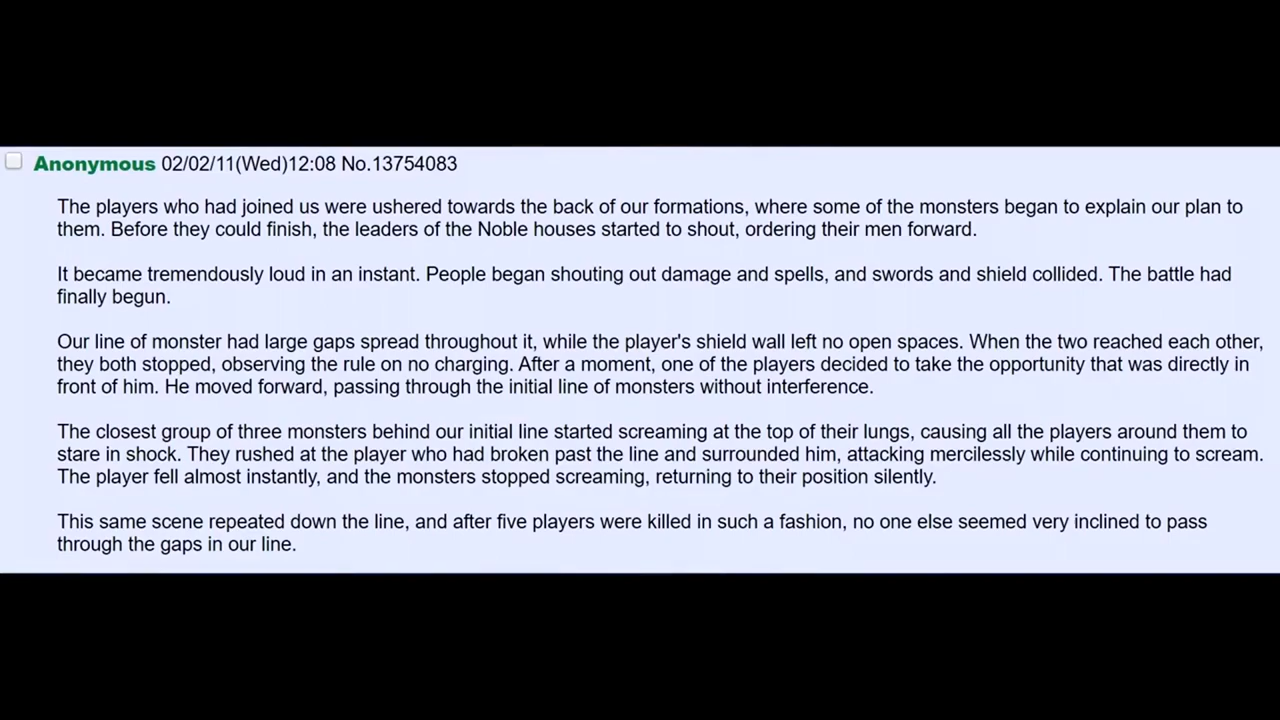 Anonymous 02/02/11(Wed)12:08 No.13754083
The players who had joined us were ushered towards the back of our formations, where some of the monsters began to explain our plan to
them. Before they could finish, the leaders of the Noble houses started to shout, ordering their men forward.
It became tremendously loud in an instant. People began shouting out damage and spells, and swords and shield collided. The battle had
finally begun.
Our line of monster had large gaps spread throughout it, while the player's shield wall left no open spaces. When the two reached each other,
they both stopped, observing the rule on no charging. After a moment, one of the players decided to take the opportunity that was directly in
front of him. He moved forward, passing through the initial line of monsters without interference.
The closest group of three monsters behind our initial line started screaming at the top of their lungs, causing all the players around them to
stare in shock. They rushed at the player who had broken past the line and surrounded him, attacking mercilessly while continuing to scream.
The player fell almost instantly, and the monsters stopped screaming, returning to their position silently.
This same scene repeated down the line, and after five players were killed in such a fashion, no one else seemed very inclined to pass
through the gaps in our line.